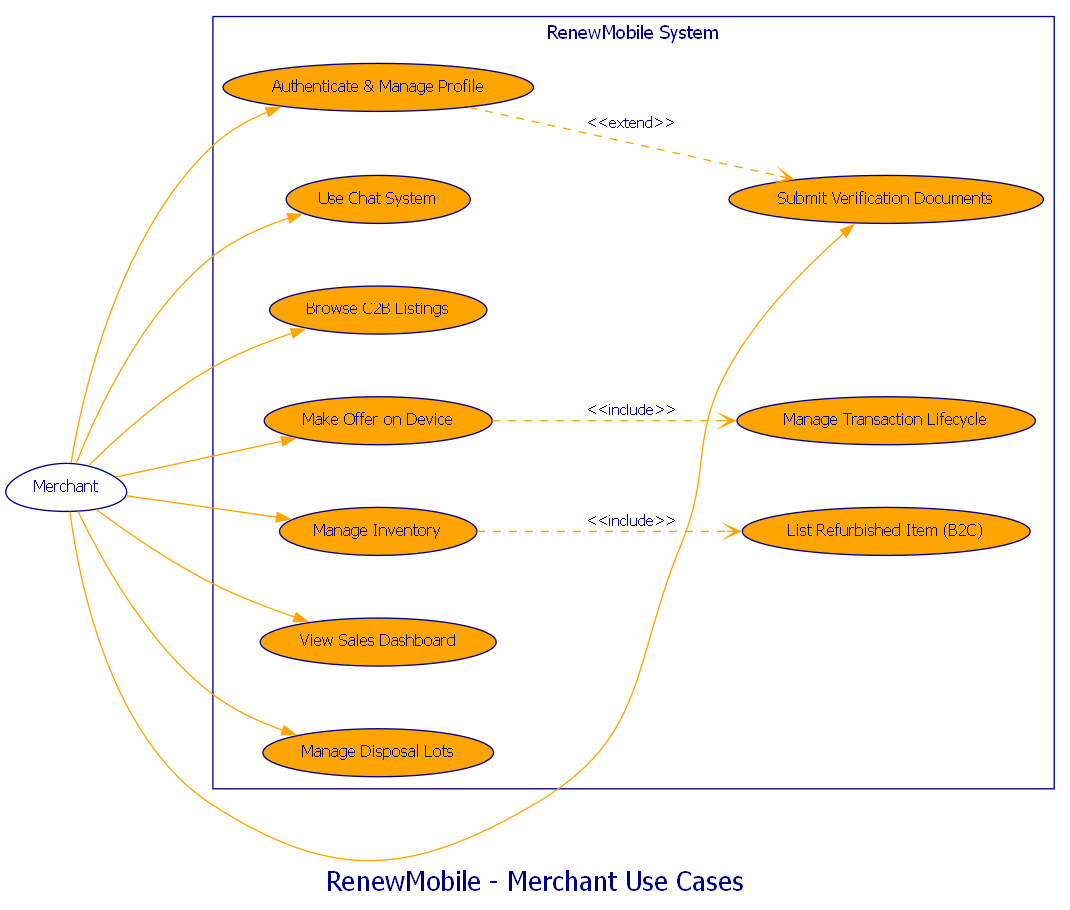 RenewMobile System
Authenticate & Manage Profile
<<extend>>
Use Chat System
Submit Verification Documents
Browse C2B Listings
Make Offer on Device
<<include>>
Manage Transaction Lifecycle
Merchant
Manage Inventory
<<include>>
List Refurbished Item (B2C)
View Sales Dashboard
Manage Disposal Lots
RenewMobile - Merchant Use Cases